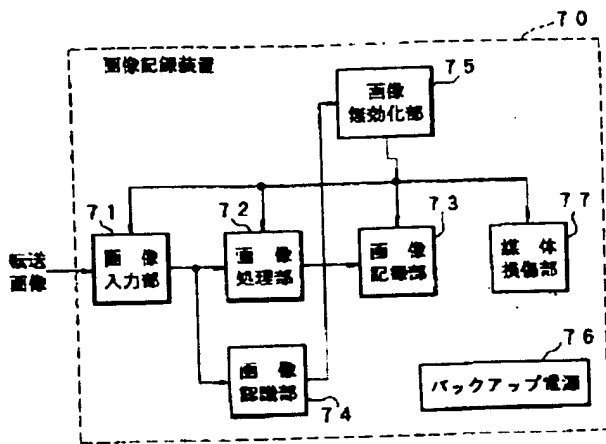 70
画像記録装置
75
画像
無効化部
71
72
73
77
転送
画像
画像
入力部
画像
処理部
画像
記録部
媒体
損傷部
画像
認識部
74
76
バックアップ電源